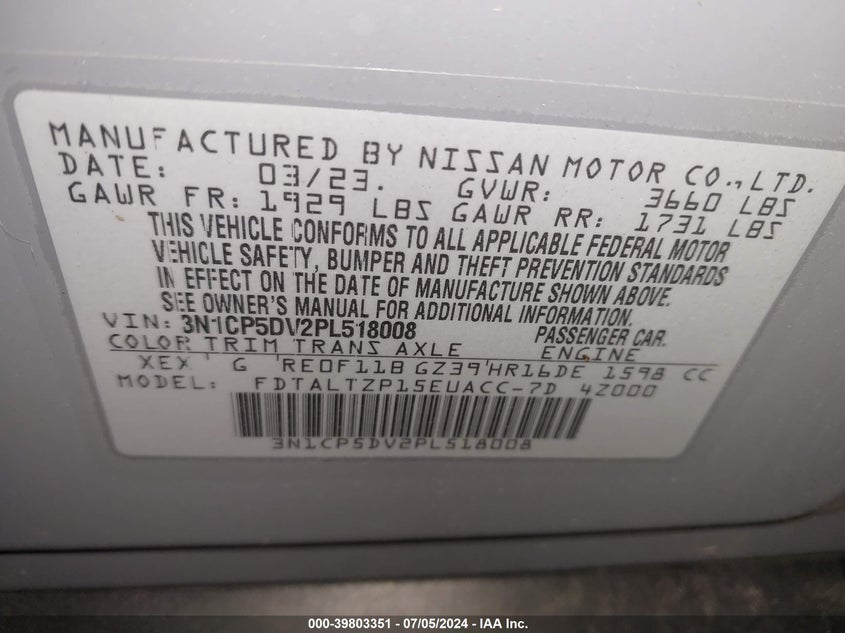 MANUFACTURED BY NISSAN MOTOR CO., LTD.
DATE: 03/23. GVWR: 3660 LBS
GAWR FR: 1929 LBS GAWR RR: 1731 LBS
THIS VEHICLE CONFORMS TO ALL APPLICABLE FEDERAL MOTOR
VEHICLE SAFETY, BUMPER AND THEFT PREVENTION STANDARDS
IN EFFECT ON THE DATE OF MANUFACTURE SHOWN ABOVE.
SEE OWNER'S MANUAL FOR ADDITIONAL INFORMATION.
VIN: 3N1CP5DV2PL518008 PASSENGER CAR.
COLOR TRIM TRANS AXLE ENGINE
XEX G RE0F11B GZ39 HR16DE 1598 CC
MODEL: FDTALTZP15EUACC-7D 4Z000
3N1CP5DV2PL518008
000-39803351 / 07/05/2024 - IAA Inc.